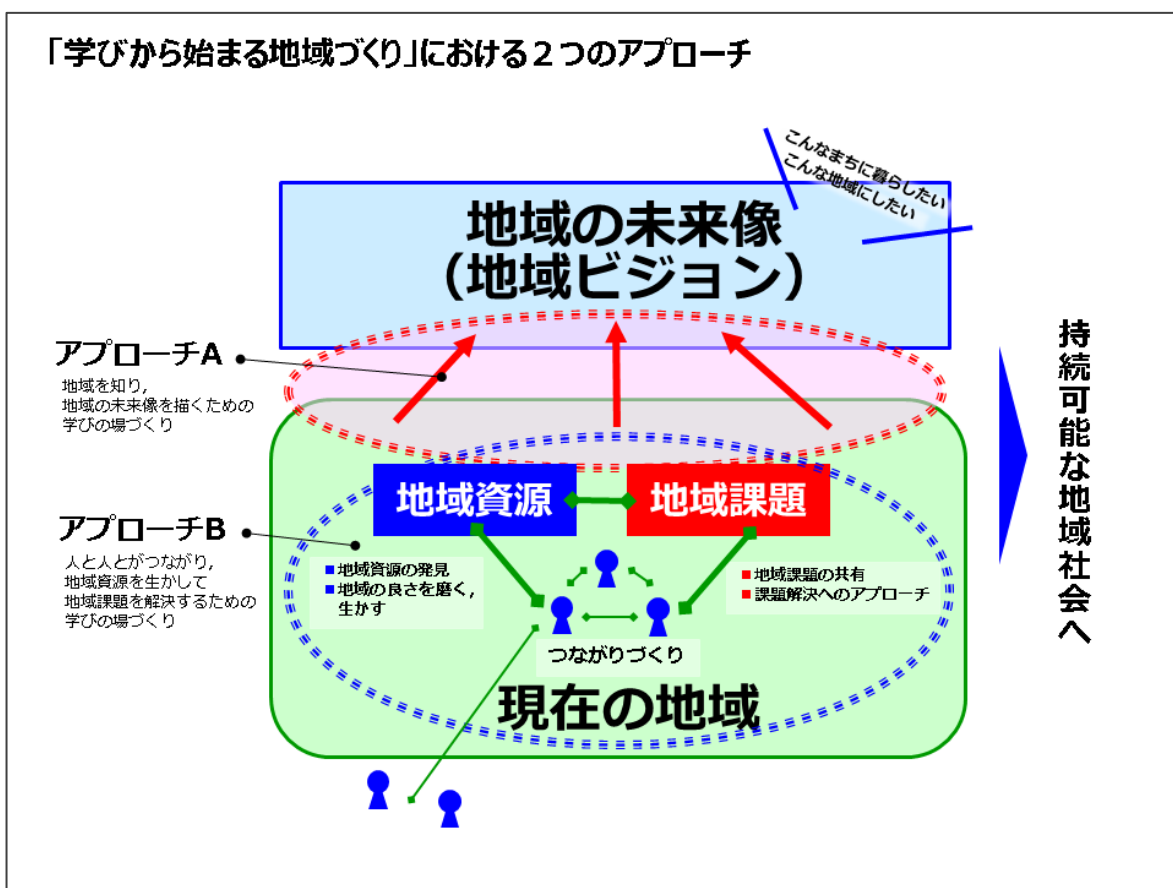 「学びから始まる地域づくり」における２つのアプローチ
こんなまちに暮らしたい
こんな地域にしたい
地域の未来像
（地域ビジョン）
アプローチA
地域を知り，
地域の未来像を描くための
学びの場づくり
地域資源
地域課題
アプローチB
人と人とがつながり，
地域資源を生かして
地域課題を解決するための
学びの場づくり
■地域資源の発見
■地域の良さを磨く，
生かす
■地域課題の共有
■課題解決へのアプローチ
つながりづくり
現在の地域
持続可能な地域社会へ